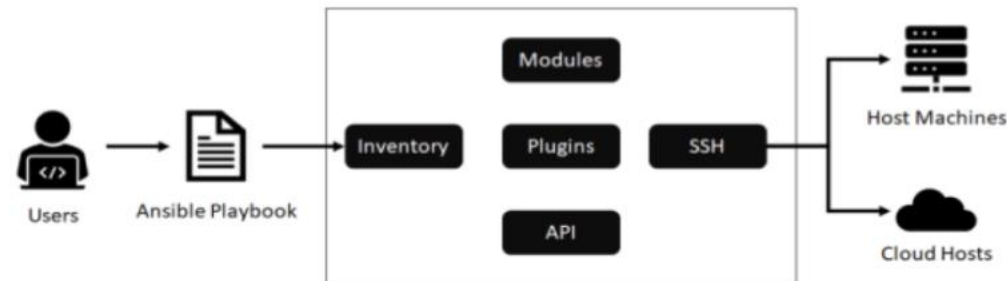 Users
</>
Ansible Playbook
Inventory
Modules
Plugins
API
SSH
Host Machines
Cloud Hosts